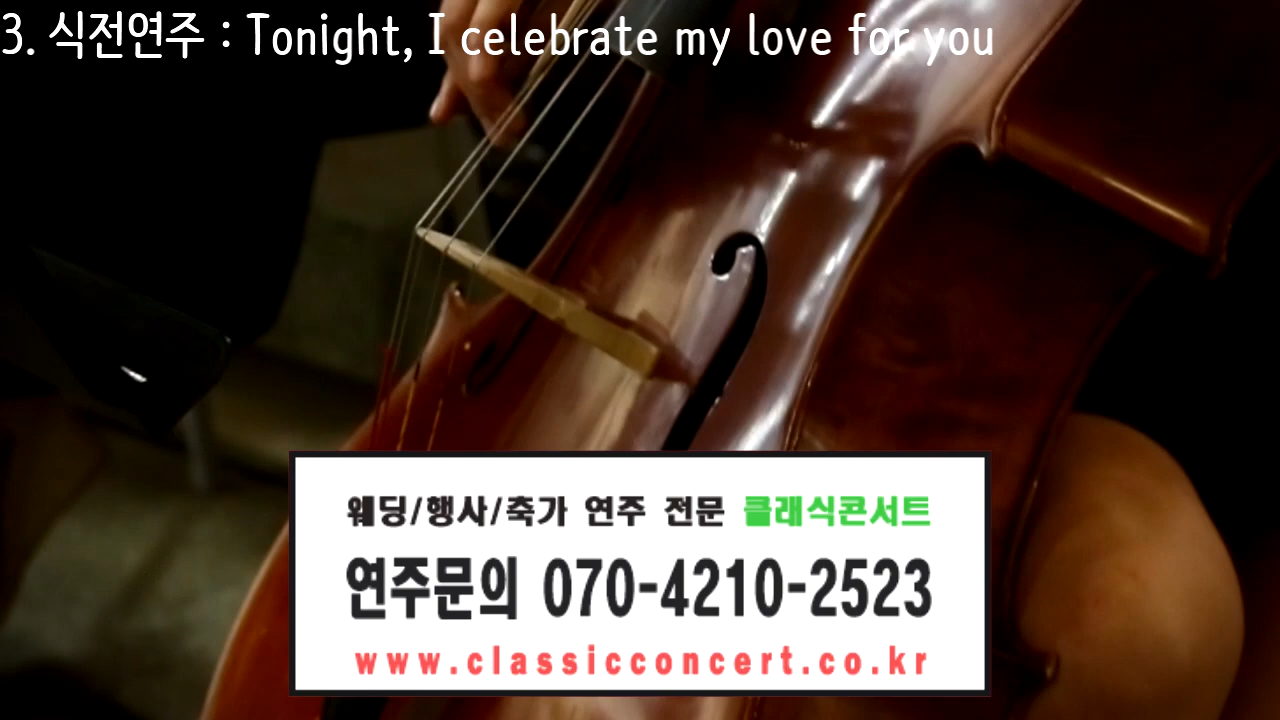 3. 식전연주 : Tonight, I celebrate my love for you
웨딩/행사/축가 연주 전문 클래식콘서트
연주문의 070-4210-2523
www.classicconcert.co.kr